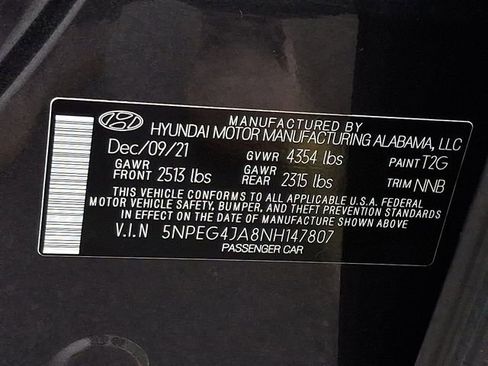 MANUFACTURED BY
HYUNDAI MOTOR MANUFACTURING ALABAMA, LLC
Dec/09/21 GVWR 4354 lbs PAINT T2G
GAWR FRONT 2513 lbs GAWR REAR 2315 lbs TRIM NNB
THIS VEHICLE CONFORMS TO ALL APPLICABLE U.S.A. FEDERAL
MOTOR VEHICLE SAFETY, BUMPER, AND THEFT PREVENTION STANDARDS
IN EFFECT ON THE DATE OF MANUFACTURE SHOWN ABOVE
V.I.N 5NPEG4JA8NH147807
PASSENGER CAR